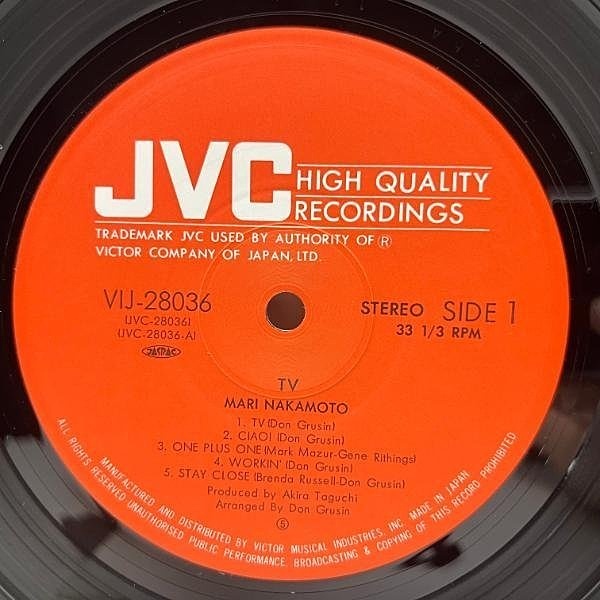 JVC
HIGH QUALITY
RECORDINGS
TRADEMARK JVC USED BY AUTHORITY OF Ⓡ
VICTOR COMPANY OF JAPAN, LTD.
VIJ-28036
(JVC-28036)
(JVC-28036-A)
JASRAC
STEREO SIDE 1
33 1/3 RPM
TV
MARI NAKAMOTO
1. TV (Don Grusin)
2. CIAO! (Don Grusin)
3. ONE PLUS ONE (Mark Mazur-Gene Rithings)
4. WORKIN' (Don Grusin)
5. STAY CLOSE (Brenda Russell-Don Grusin)
Produced by Akira Taguchi
Arranged by Don Grusin
Ⓢ
MANUFACTURED AND DISTRIBUTED BY VICTOR MUSICAL INDUSTRIES, INC. MADE IN JAPAN
ALL RIGHTS RESERVED UNAUTHORISED PUBLIC PERFORMANCE, BROADCASTING & COPYING OF THIS RECORD PROHIBITED